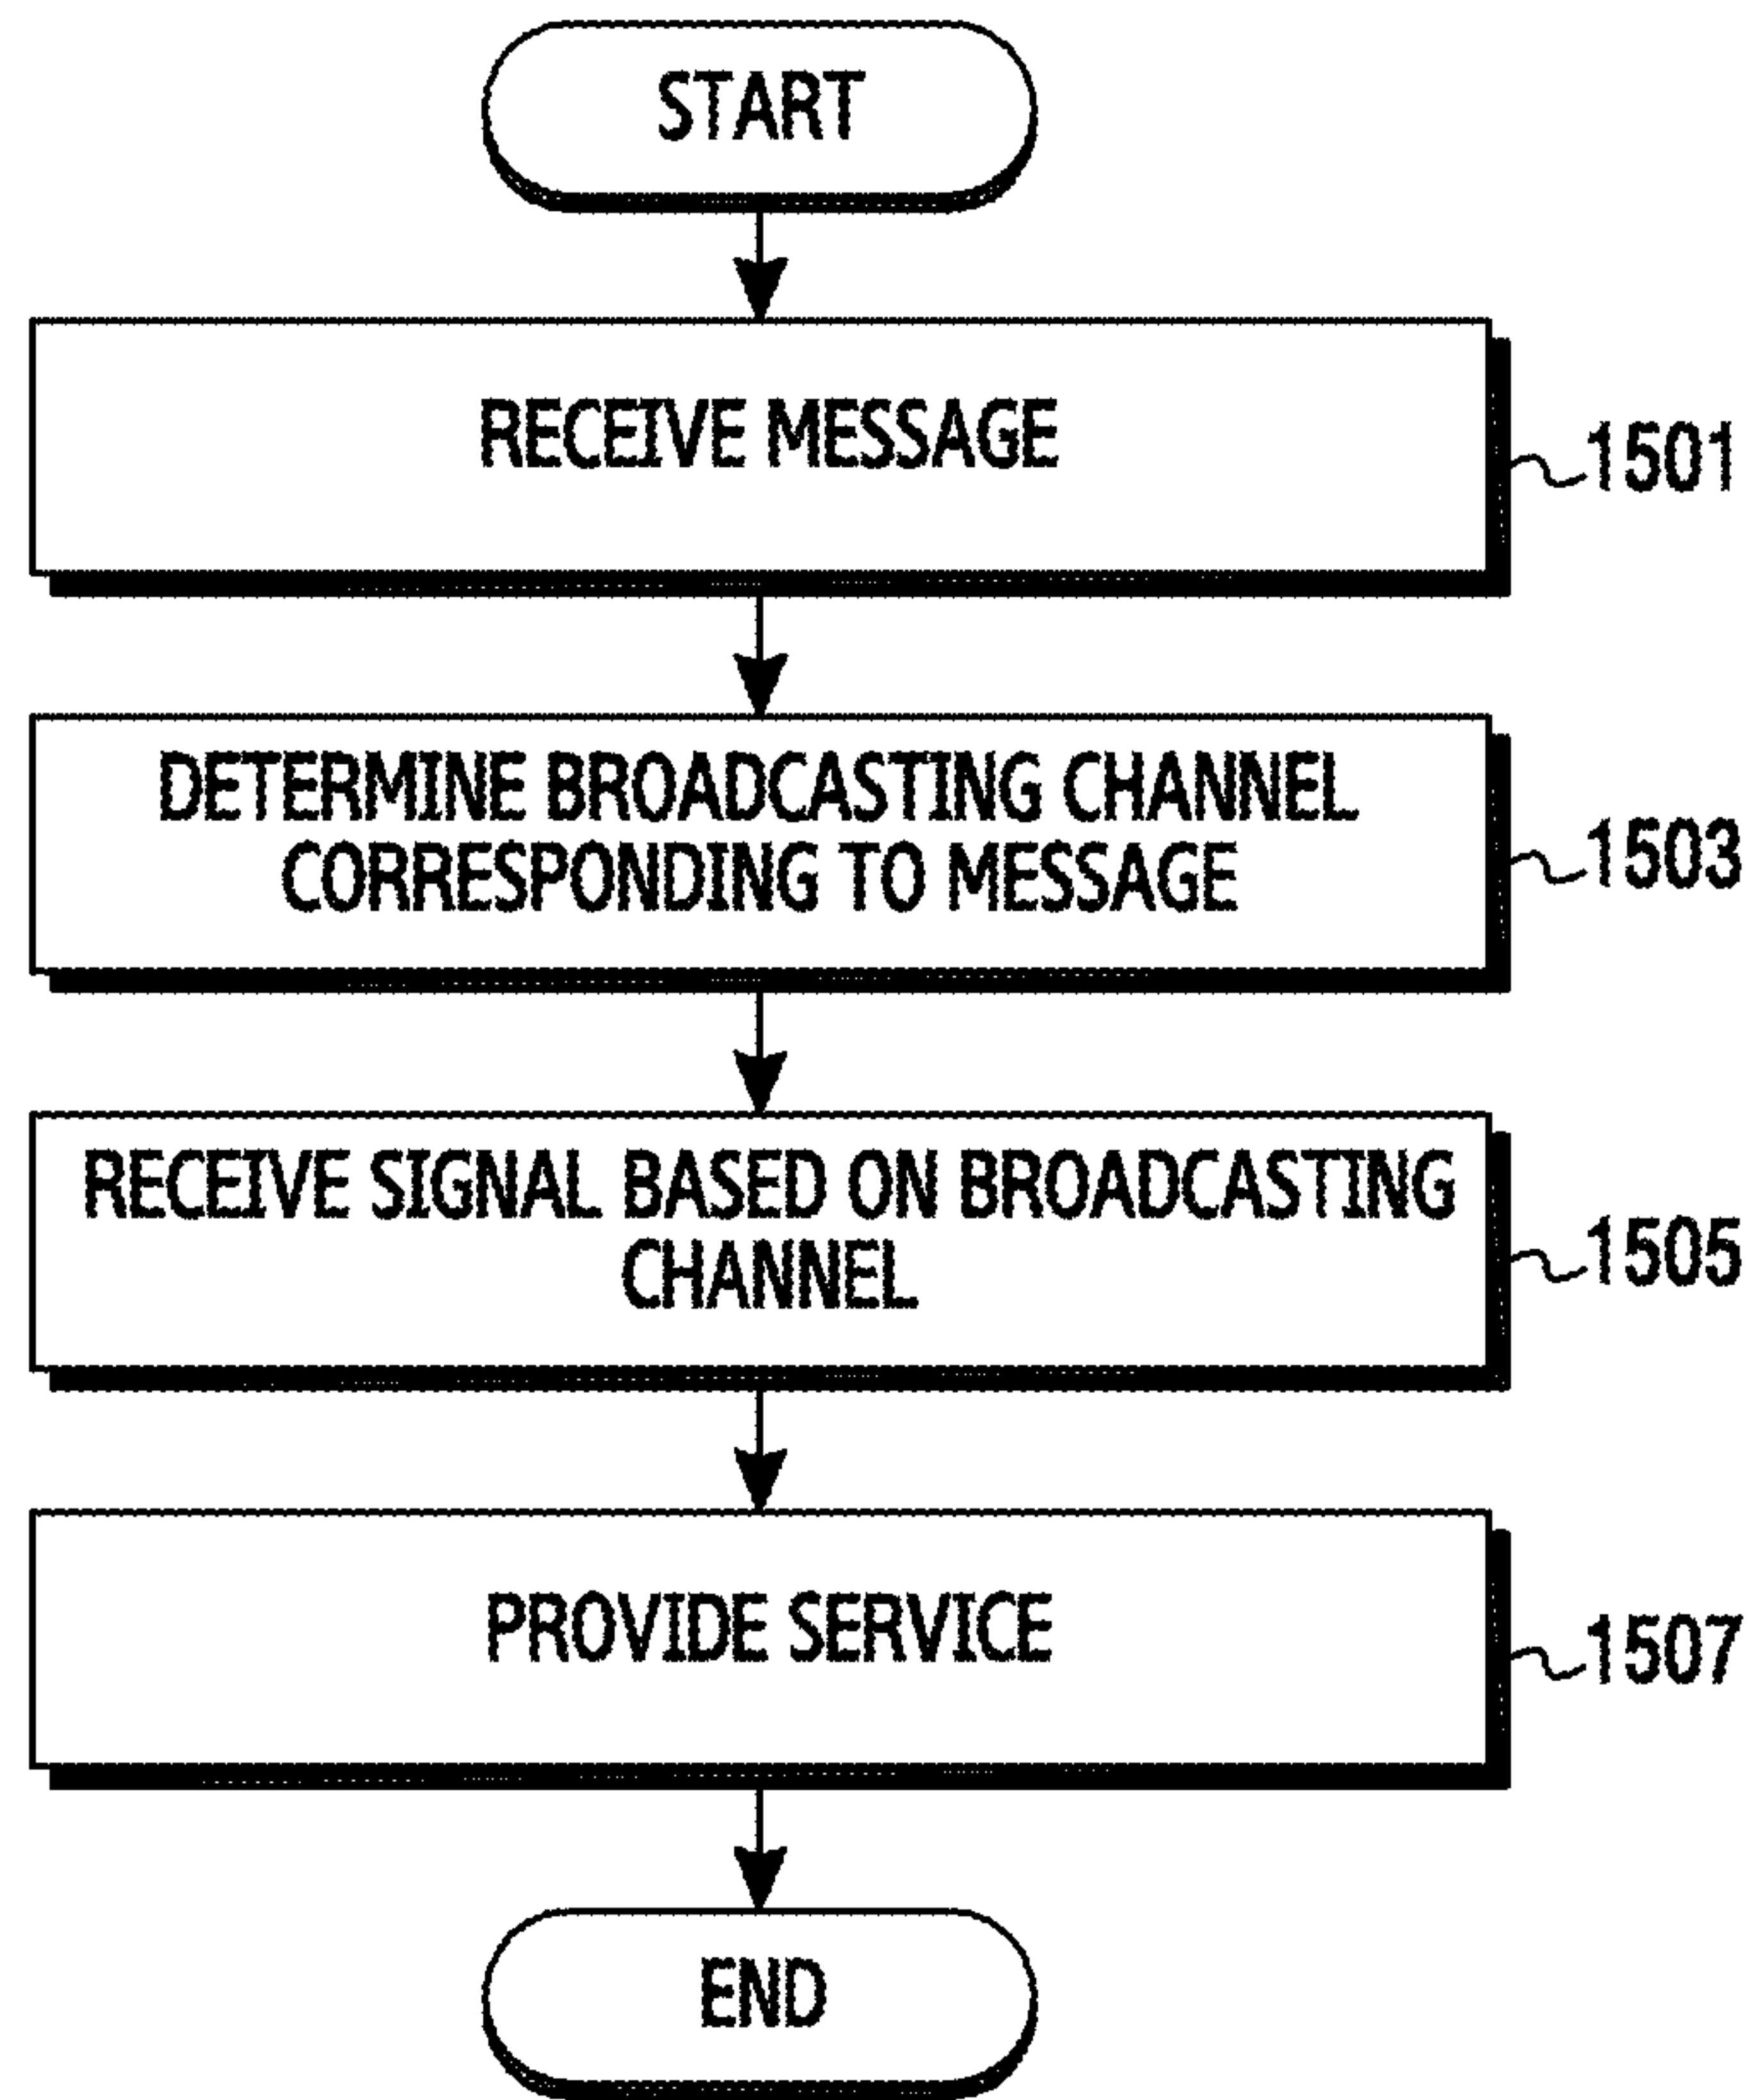 START
RECEIVE MESSAGE
1501
DETERMINE BROADCASTING CHANNEL
CORRESPONDING TO MESSAGE
1503
RECEIVE SIGNAL BASED ON BROADCASTING
CHANNEL
1505
PROVIDE SERVICE
1507
END